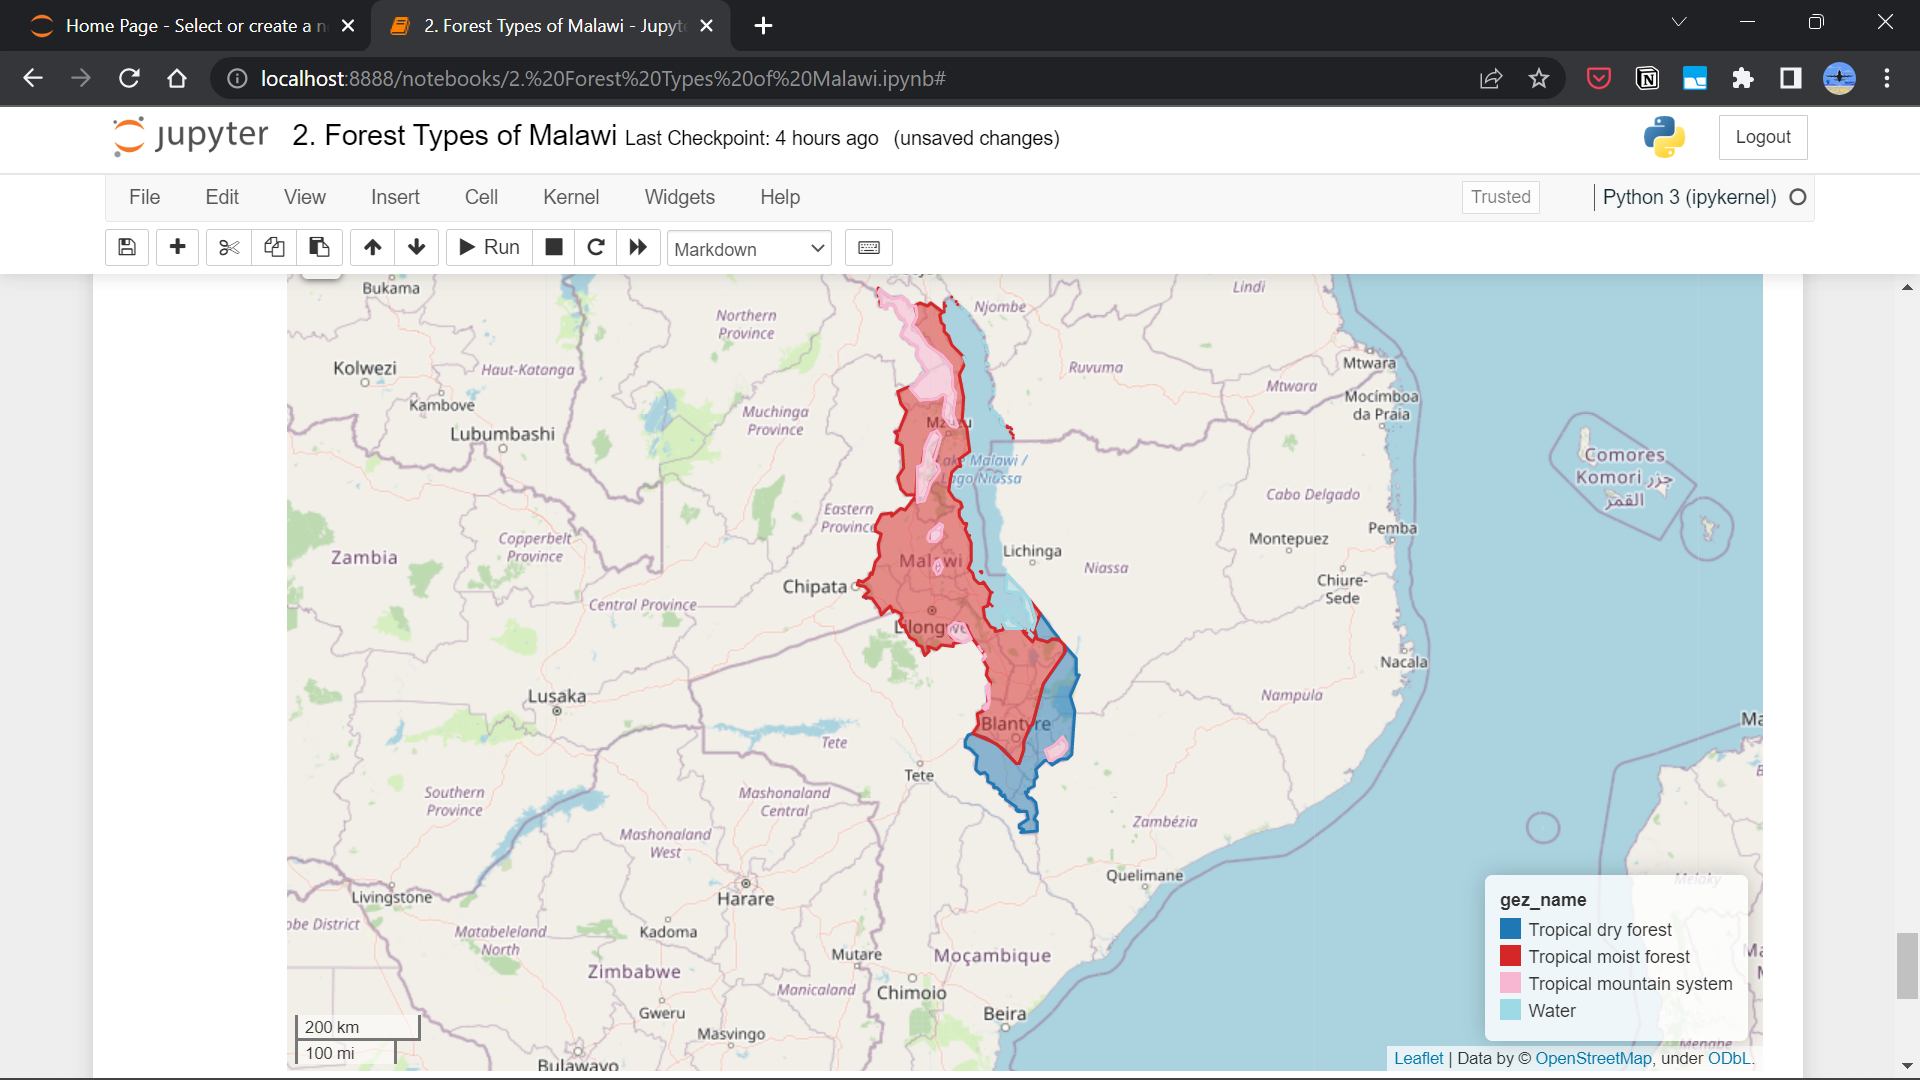 Home Page - Select or create a n
2. Forest Types of Malawi - Jupyte
localhost:8888/notebooks/2.%20Forest%20Types%20of%20Malawi.ipynb#
jupyter 2. Forest Types of Malawi Last Checkpoint: 4 hours ago (unsaved changes)
Logout
File Edit View Insert Cell Kernel Widgets Help
Trusted
Python 3 (ipykernel)
Run
Markdown
Bukama
Lindi
Njombe
Northern
Province
Kolwezi
Haut-Katanga
Ruvuma
Mtwara
Mtwara
Kambove
Muchinga
Province
Mocímboa
da Praia
Lubumbashi
Mzuzu
Lake Malawi /
Lago Niassa
Comores
Komori جزر
القمر
Cabo Delgado
Eastern
Province
Pemba
Copperbelt
Province
Zambia
Malawi
Lichinga
Montepuez
Niassa
Chipata
Chiure-
Sede
Central Province
Lilongwe
Nacala
Lusaka
Nampula
Blantyre
Ma
Tete
Tete
Southern
Province
Mashonaland
Central
Zambézia
Mashonaland
West
Quelimane
Livingstone
Harare
obe District
Kadoma
Matabeleland
North
Mutare
Moçambique
Zimbabwe
Manicaland
Chimoio
Gweru
Beira
Masvingo
Bulawayo
Melaky
Menabe
gez_name
Tropical dry forest
Tropical moist forest
Tropical mountain system
Water
200 km
100 mi
Leaflet | Data by © OpenStreetMap, under ODbL.